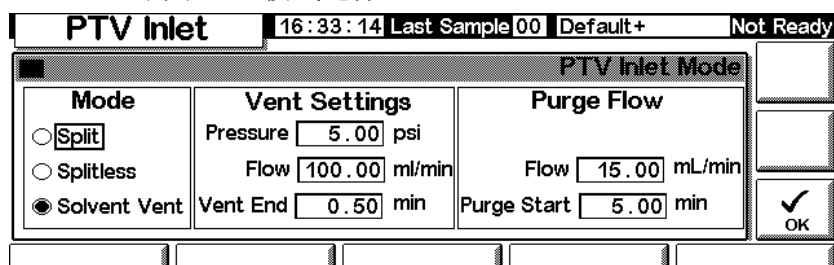 PTV Inlet 16:33:14 Last Sample 00 Default+ Not Ready
PTV Inlet Mode
Mode
Split
Splitless
Solvent Vent
Vent Settings
Pressure 5.00 psi
Flow 100.00 ml/min
Vent End 0.50 min
Purge Flow
Flow 15.00 mL/min
Purge Start 5.00 min
OK